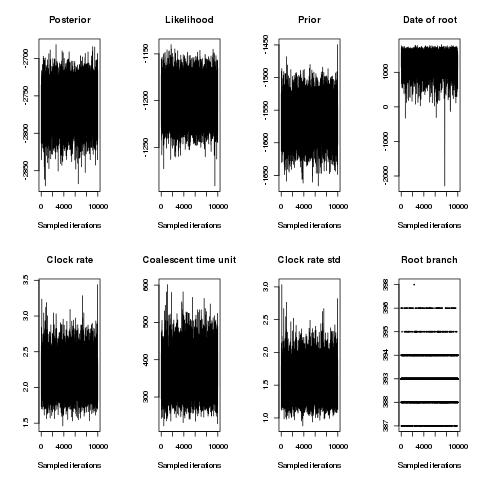 Posterior
-2850 -2800 -2750 -2700
0 4000 10000
Sampled iterations
Likelihood
-1250 -1200 -1150
0 4000 10000
Sampled iterations
Prior
-1650 -1600 -1550 -1500 -1450
0 4000 10000
Sampled iterations
Date of root
-2000 -1000 0 1000
0 4000 10000
Sampled iterations
Clock rate
1.5 2.0 2.5 3.0 3.5
0 4000 10000
Sampled iterations
Coalescent time unit
300 400 500 600
0 4000 10000
Sampled iterations
Clock rate std
1.0 1.5 2.0 2.5 3.0
0 4000 10000
Sampled iterations
Root branch
387 388 393 394 395 396 398
0 4000 10000
Sampled iterations